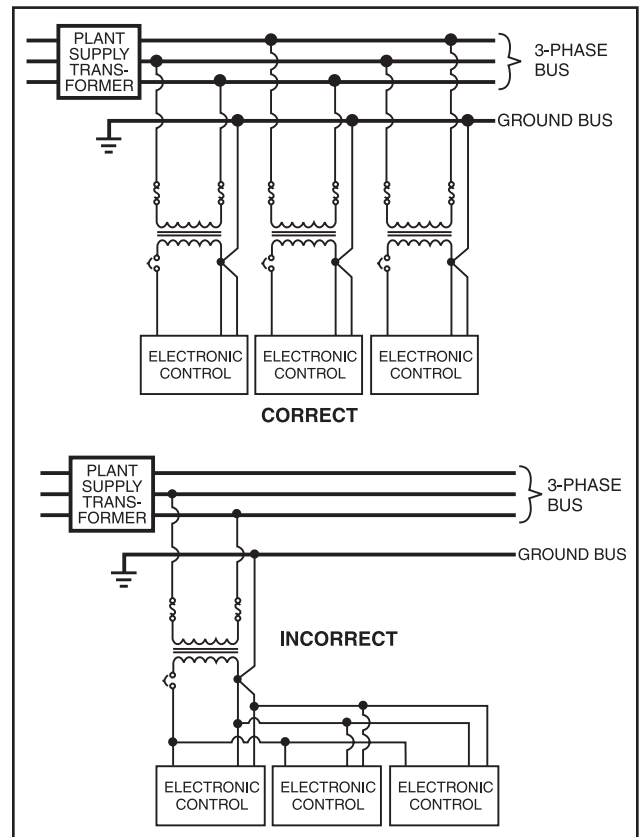 PLANT
SUPPLY
TRANS-
FORMER
3-PHASE
BUS
GROUND BUS
ELECTRONIC
CONTROL
ELECTRONIC
CONTROL
ELECTRONIC
CONTROL
CORRECT
PLANT
SUPPLY
TRANS-
FORMER
3-PHASE
BUS
GROUND BUS
INCORRECT
ELECTRONIC
CONTROL
ELECTRONIC
CONTROL
ELECTRONIC
CONTROL